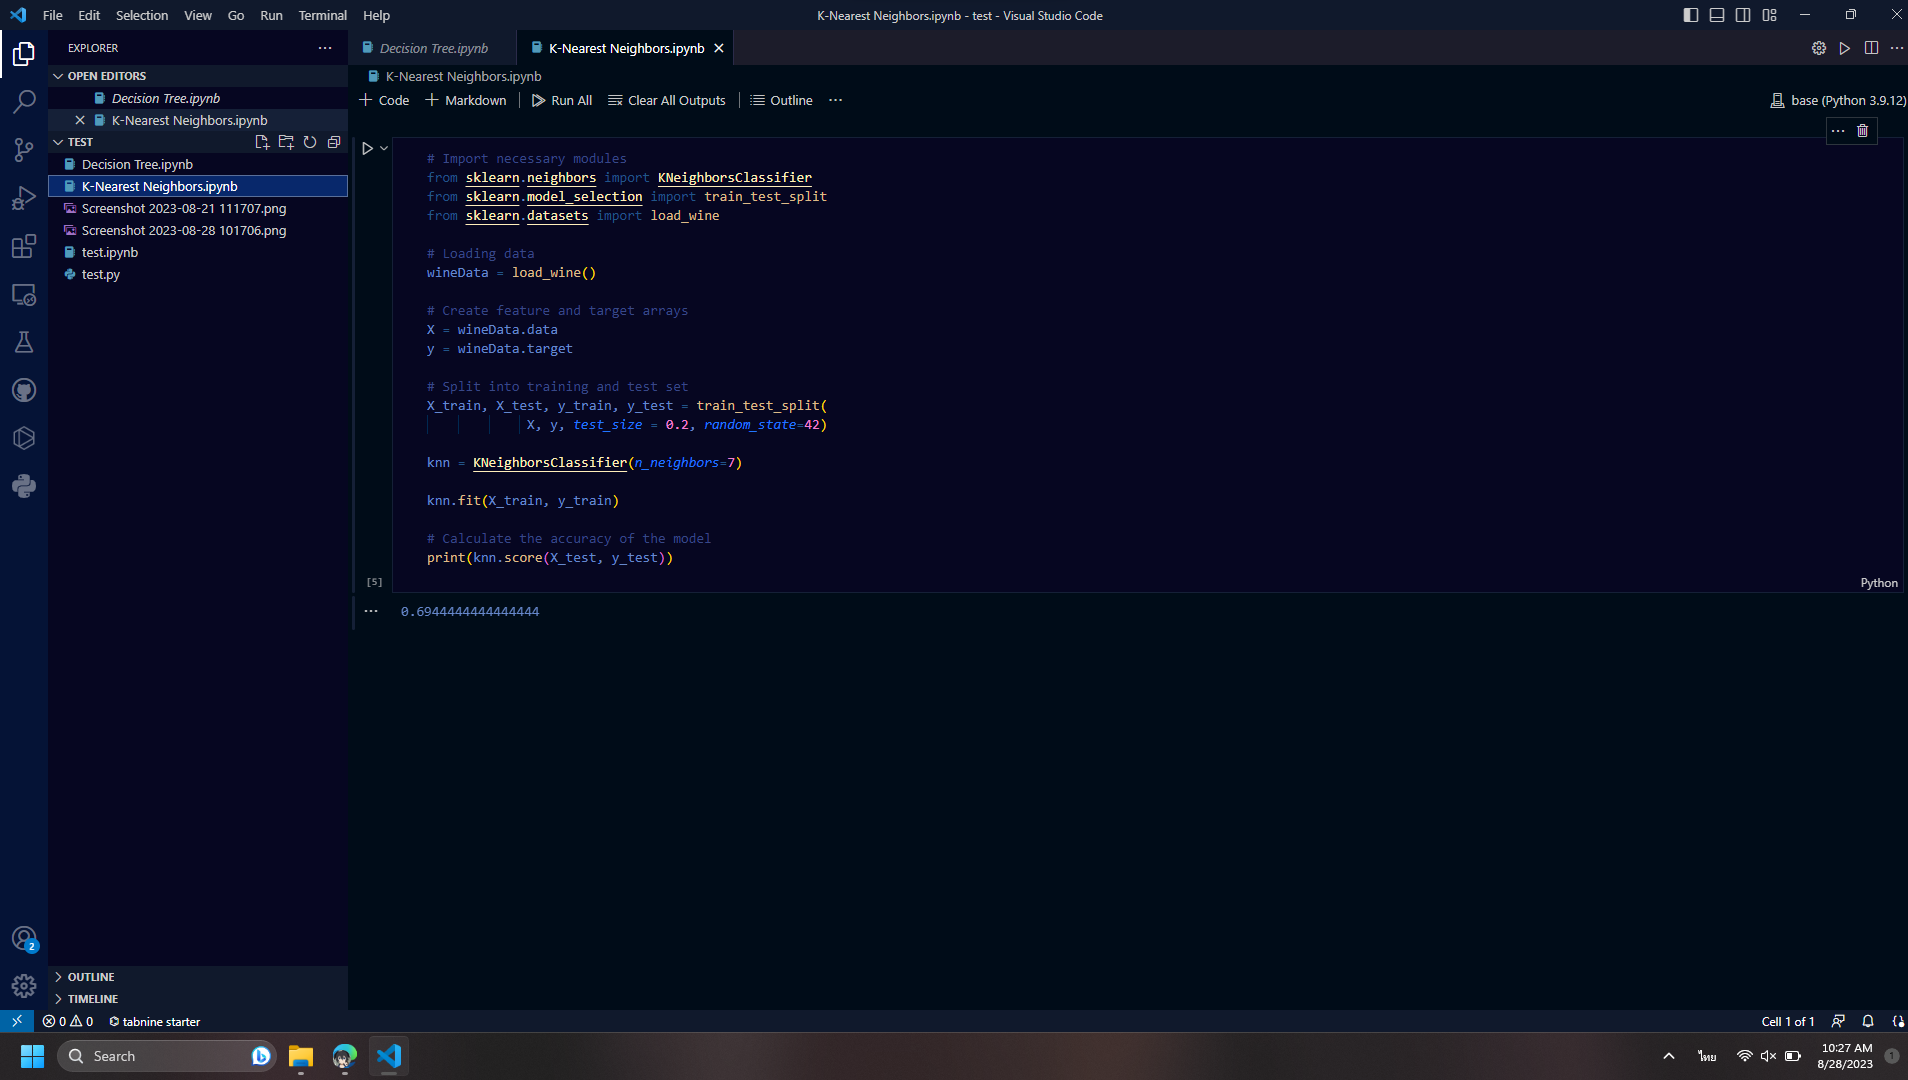 File Edit Selection View Go Run Terminal Help
K-Nearest Neighbors.ipynb - test - Visual Studio Code
EXPLORER
OPEN EDITORS
Decision Tree.ipynb
K-Nearest Neighbors.ipynb
TEST
Decision Tree.ipynb
K-Nearest Neighbors.ipynb
Screenshot 2023-08-21 111707.png
Screenshot 2023-08-28 101706.png
test.ipynb
test.py
OUTLINE
TIMELINE
Decision Tree.ipynb
K-Nearest Neighbors.ipynb
K-Nearest Neighbors.ipynb
Code Markdown Run All Clear All Outputs Outline
base (Python 3.9.12)
# Import necessary modules
from sklearn.neighbors import KNeighborsClassifier
from sklearn.model_selection import train_test_split
from sklearn.datasets import load_wine
# Loading data
wineData = load_wine()
# Create feature and target arrays
X = wineData.data
y = wineData.target
# Split into training and test set
X_train, X_test, y_train, y_test = train_test_split(
X, y, test_size = 0.2, random_state=42)
knn = KNeighborsClassifier(n_neighbors=7)
knn.fit(X_train, y_train)
# Calculate the accuracy of the model
print(knn.score(X_test, y_test))
[5]
Python
0.6944444444444444
2
0 0 tabnine starter
Cell 1 of 1
Search
ไทย
10:27 AM
8/28/2023
1